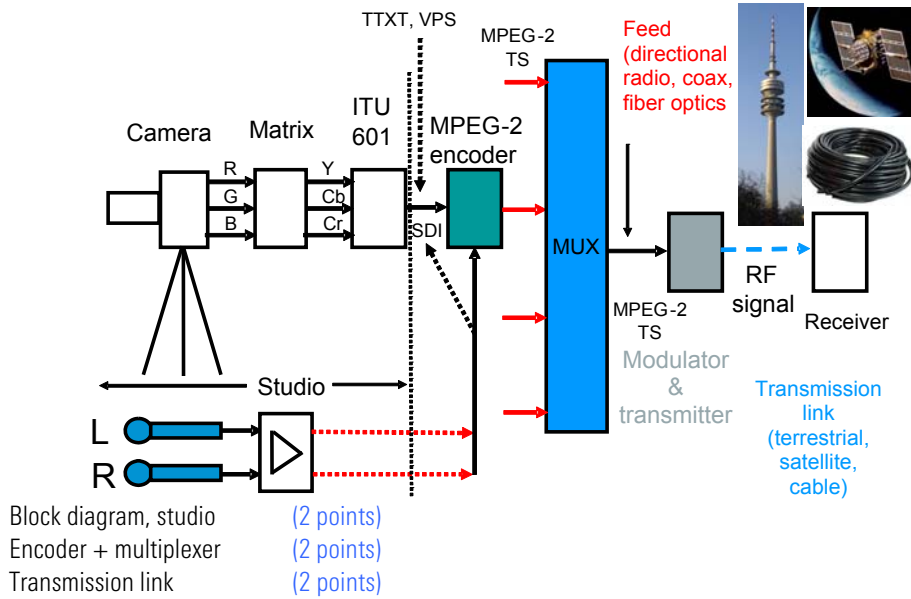 TTXT, VPS
MPEG-2
TS
Feed
(directional
radio, coax,
fiber optics
Camera
Matrix
ITU
601
MPEG-2
encoder
R
G
B
Y
Cb
Cr
SDI
MUX
MPEG-2
TS
RF
signal
Receiver
Modulator
&
transmitter
Transmission
link
(terrestrial,
satellite,
cable)
Studio
L
R
Block diagram, studio (2 points)
Encoder + multiplexer (2 points)
Transmission link (2 points)